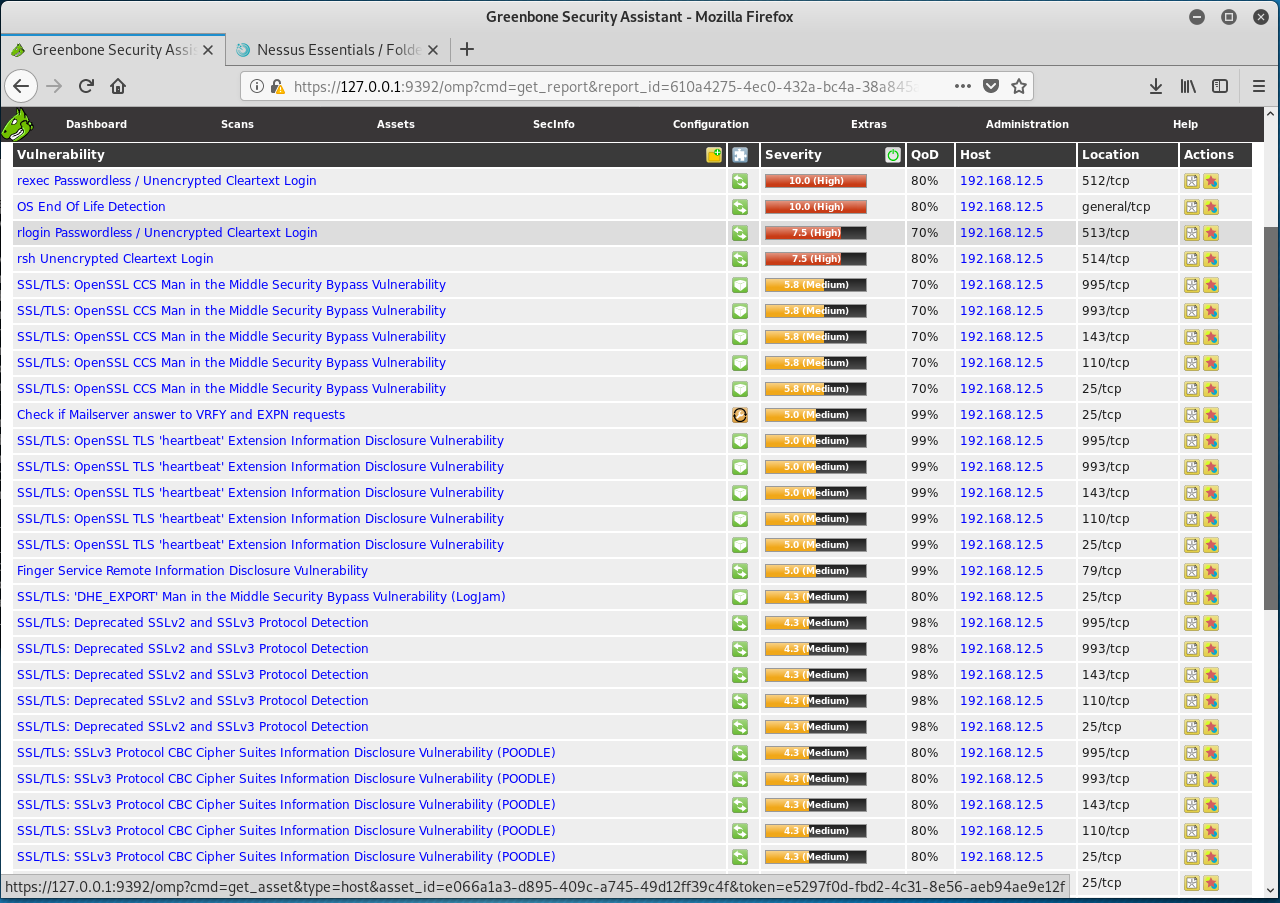 Greenbone Security Assistant - Mozilla Firefox
Greenbone Security Assis Nessus Essentials / Folde
https://127.0.0.1:9392/omp?cmd=get_report&report_id=610a4275-4ec0-432a-bc4a-38a845a
Dashboard Scans Assets SecInfo Configuration Extras Administration Help
Vulnerability Severity QoD Host Location Actions
rexec Passwordless / Unencrypted Cleartext Login 10.0 (High) 80% 192.168.12.5 512/tcp
OS End Of Life Detection 10.0 (High) 80% 192.168.12.5 general/tcp
rlogin Passwordless / Unencrypted Cleartext Login 7.5 (High) 70% 192.168.12.5 513/tcp
rsh Unencrypted Cleartext Login 7.5 (High) 80% 192.168.12.5 514/tcp
SSL/TLS: OpenSSL CCS Man in the Middle Security Bypass Vulnerability 5.8 (Medium) 70% 192.168.12.5 995/tcp
SSL/TLS: OpenSSL CCS Man in the Middle Security Bypass Vulnerability 5.8 (Medium) 70% 192.168.12.5 993/tcp
SSL/TLS: OpenSSL CCS Man in the Middle Security Bypass Vulnerability 5.8 (Medium) 70% 192.168.12.5 143/tcp
SSL/TLS: OpenSSL CCS Man in the Middle Security Bypass Vulnerability 5.8 (Medium) 70% 192.168.12.5 110/tcp
SSL/TLS: OpenSSL CCS Man in the Middle Security Bypass Vulnerability 5.8 (Medium) 70% 192.168.12.5 25/tcp
Check if Mailserver answer to VRFY and EXPN requests 5.0 (Medium) 99% 192.168.12.5 25/tcp
SSL/TLS: OpenSSL TLS 'heartbeat' Extension Information Disclosure Vulnerability 5.0 (Medium) 99% 192.168.12.5 995/tcp
SSL/TLS: OpenSSL TLS 'heartbeat' Extension Information Disclosure Vulnerability 5.0 (Medium) 99% 192.168.12.5 993/tcp
SSL/TLS: OpenSSL TLS 'heartbeat' Extension Information Disclosure Vulnerability 5.0 (Medium) 99% 192.168.12.5 143/tcp
SSL/TLS: OpenSSL TLS 'heartbeat' Extension Information Disclosure Vulnerability 5.0 (Medium) 99% 192.168.12.5 110/tcp
SSL/TLS: OpenSSL TLS 'heartbeat' Extension Information Disclosure Vulnerability 5.0 (Medium) 99% 192.168.12.5 25/tcp
Finger Service Remote Information Disclosure Vulnerability 5.0 (Medium) 99% 192.168.12.5 79/tcp
SSL/TLS: 'DHE_EXPORT' Man in the Middle Security Bypass Vulnerability (LogJam) 4.3 (Medium) 80% 192.168.12.5 25/tcp
SSL/TLS: Deprecated SSLv2 and SSLv3 Protocol Detection 4.3 (Medium) 98% 192.168.12.5 995/tcp
SSL/TLS: Deprecated SSLv2 and SSLv3 Protocol Detection 4.3 (Medium) 98% 192.168.12.5 993/tcp
SSL/TLS: Deprecated SSLv2 and SSLv3 Protocol Detection 4.3 (Medium) 98% 192.168.12.5 143/tcp
SSL/TLS: Deprecated SSLv2 and SSLv3 Protocol Detection 4.3 (Medium) 98% 192.168.12.5 110/tcp
SSL/TLS: Deprecated SSLv2 and SSLv3 Protocol Detection 4.3 (Medium) 98% 192.168.12.5 25/tcp
SSL/TLS: SSLv3 Protocol CBC Cipher Suites Information Disclosure Vulnerability (POODLE) 4.3 (Medium) 80% 192.168.12.5 995/tcp
SSL/TLS: SSLv3 Protocol CBC Cipher Suites Information Disclosure Vulnerability (POODLE) 4.3 (Medium) 80% 192.168.12.5 993/tcp
SSL/TLS: SSLv3 Protocol CBC Cipher Suites Information Disclosure Vulnerability (POODLE) 4.3 (Medium) 80% 192.168.12.5 143/tcp
SSL/TLS: SSLv3 Protocol CBC Cipher Suites Information Disclosure Vulnerability (POODLE) 4.3 (Medium) 80% 192.168.12.5 110/tcp
SSL/TLS: SSLv3 Protocol CBC Cipher Suites Information Disclosure Vulnerability (POODLE) 4.3 (Medium) 80% 192.168.12.5 25/tcp
25/tcp
https://127.0.0.1:9392/omp?cmd=get_asset&type=host&asset_id=e066a1a3-d895-409c-a745-49d12ff39c4f&token=e5297f0d-fbd2-4c31-8e56-aeb94ae9e12f